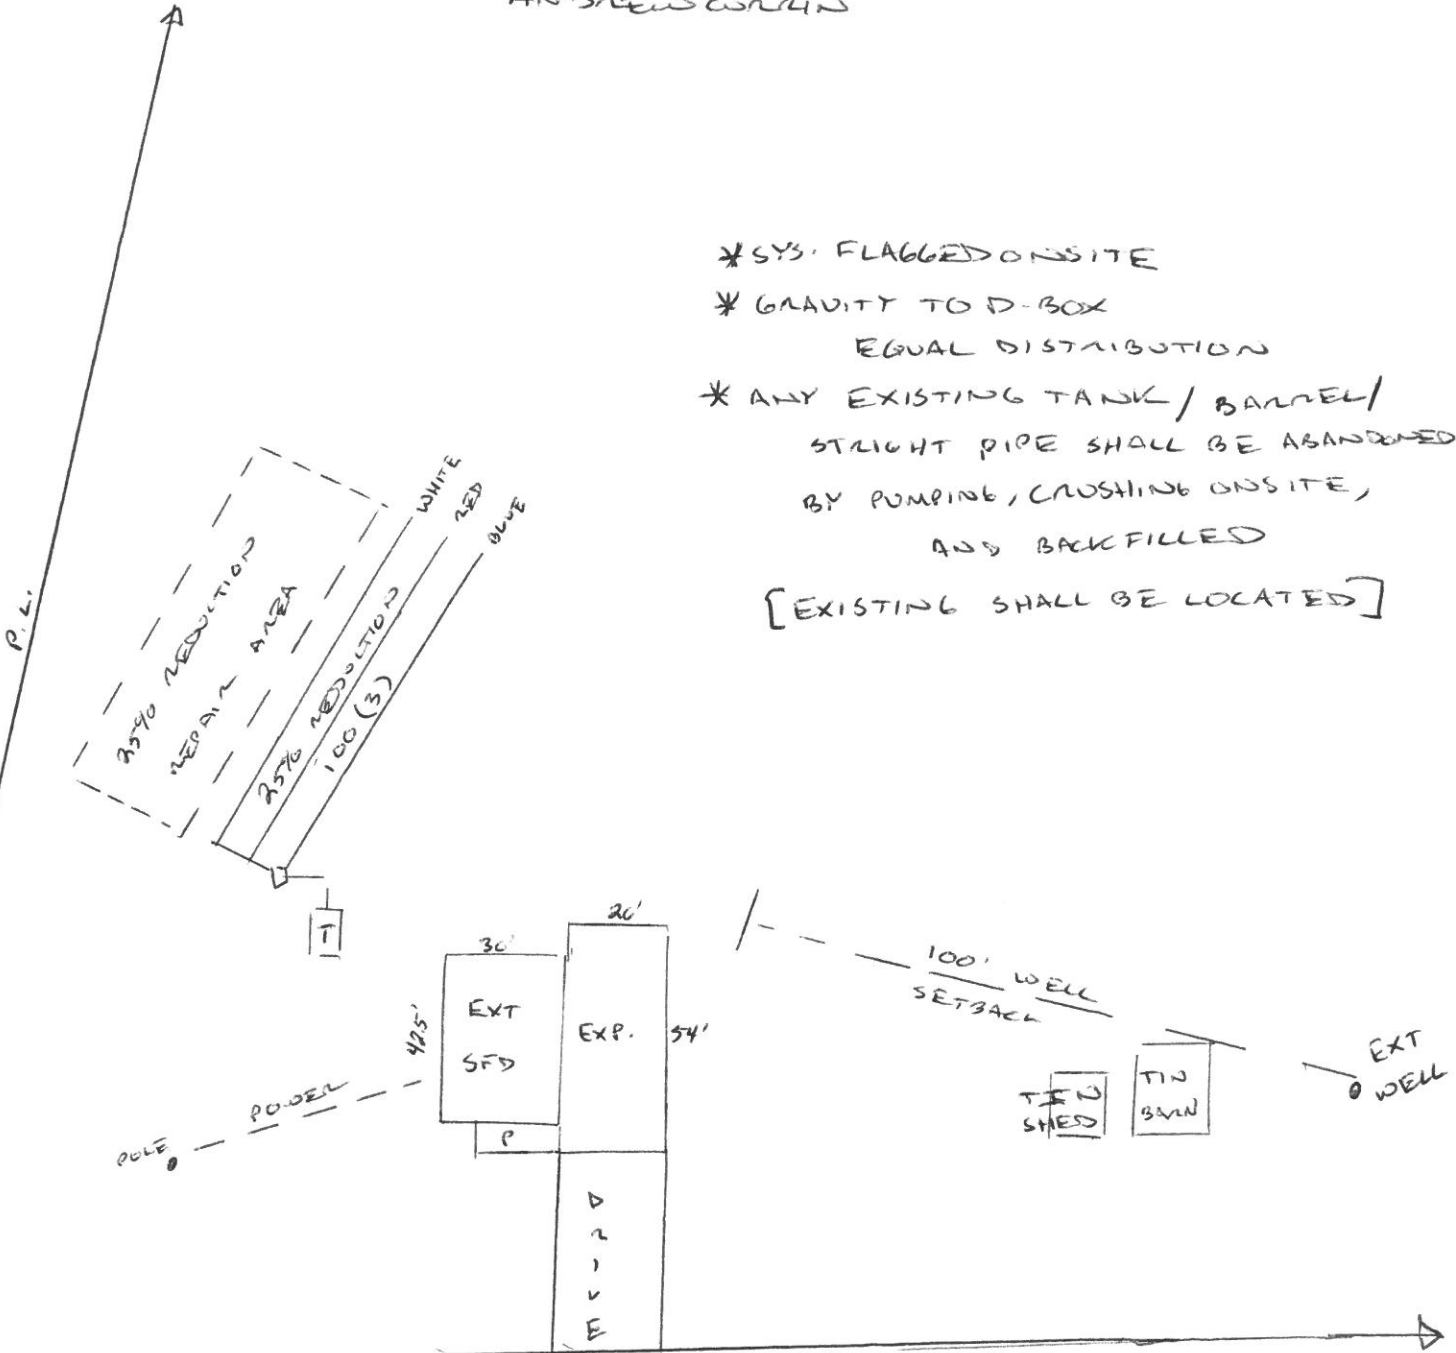 *SYS. FLAGGED ONSITE
* GRAVITY TO D-BOX
EQUAL DISTRIBUTION
* ANY EXISTING TANK/ BARREL/
STRIGHT PIPE SHALL BE ABANDONED
BY PUMPING, CRUSHING ONSITE,
AND BACKFILLED
[EXISTING SHALL BE LOCATED]
P.L.
WHITE
RED
BLUE
25% REDUCTION
REPAIR AREA
25% REDUCTION
100 (3)
T
30'
20'
42.5'
EXT
SFD
EXP.
54'
P
POWER
POLE
DRIVE
100' WELL
SETBACK
TIN
SHED
TIN
BARN
EXT
WELL